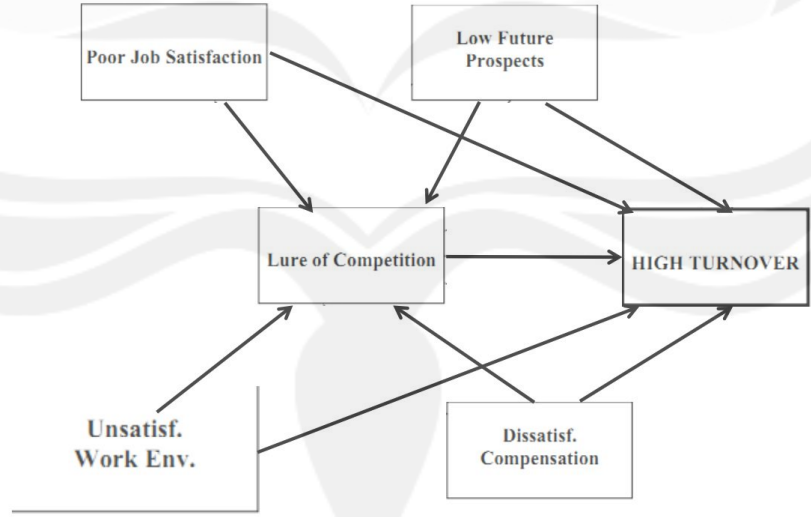 Poor Job Satisfaction
Low Future
Prospects
Lure of Competition
HIGH TURNOVER
Unsatisf.
Work Env.
Dissatisf.
Compensation